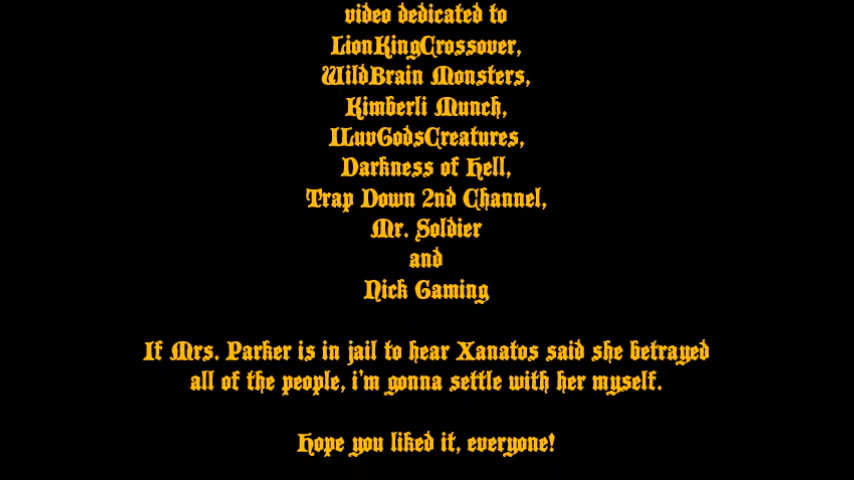 video dedicated to
LionKingCrossover,
WildBrain Monsters,
Kimberli Munch,
ILuvGodsCreatures,
Darkness of Hell,
Trap Down 2nd Channel,
Mr. Soldier
and
Nick Gaming
If Mrs. Parker is in jail to hear Xanatos said she betrayed
all of the people, i'm gonna settle with her myself.
Hope you liked it, everyone!